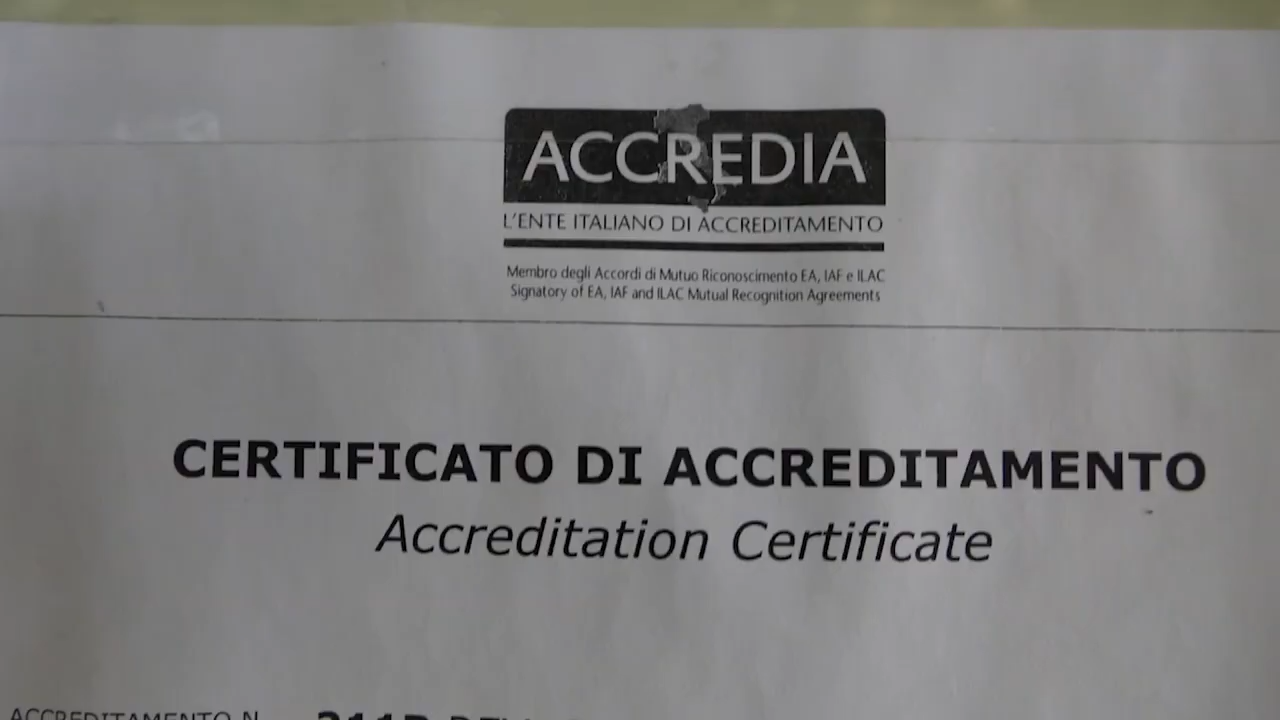 ACCREDIA
L'ENTE ITALIANO DI ACCREDITAMENTO
Membro degli Accordi di Mutuo Riconoscimento EA, IAF e ILAC
Signatory of EA, IAF and ILAC Mutual Recognition Agreements
CERTIFICATO DI ACCREDITAMENTO
Accreditation Certificate
ACCREDITAMENTO N.